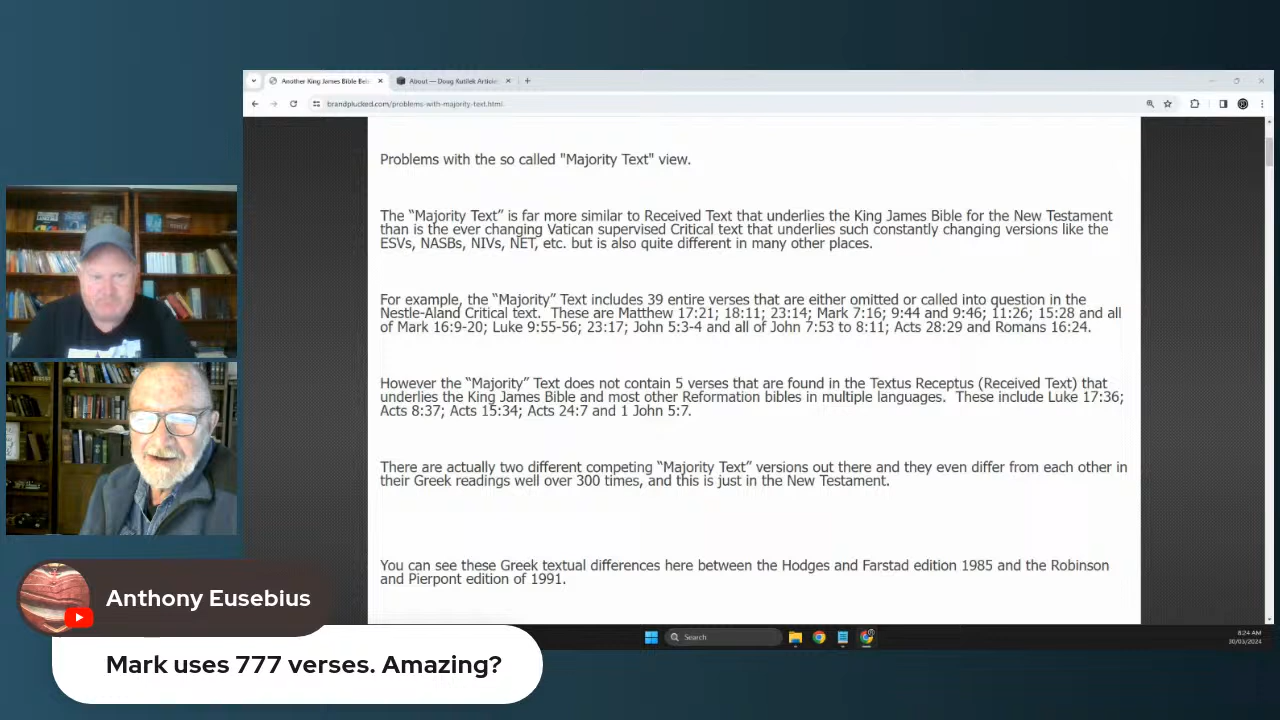 Another King James Bible Beli
About — Doug Kutilek Article
brandplucked.com/problems-with-majority-text.html
Problems with the so called "Majority Text" view.
The “Majority Text” is far more similar to Received Text that underlies the King James Bible for the New Testament
than is the ever changing Vatican supervised Critical text that underlies such constantly changing versions like the
ESVs, NASBs, NIVs, NET, etc. but is also quite different in many other places.
For example, the “Majority” Text includes 39 entire verses that are either omitted or called into question in the
Nestle-Aland Critical text.  These are Matthew 17:21; 18:11; 23:14; Mark 7:16; 9:44 and 9:46; 11:26; 15:28 and all
of Mark 16:9-20; Luke 9:55-56; 23:17; John 5:3-4 and all of John 7:53 to 8:11; Acts 28:29 and Romans 16:24.
However the “Majority” Text does not contain 5 verses that are found in the Textus Receptus (Received Text) that
underlies the King James Bible and most other Reformation bibles in multiple languages.  These include Luke 17:36;
Acts 8:37; Acts 15:34; Acts 24:7 and 1 John 5:7.
There are actually two different competing “Majority Text” versions out there and they even differ from each other in
their Greek readings well over 300 times, and this is just in the New Testament.
You can see these Greek textual differences here between the Hodges and Farstad edition 1985 and the Robinson
and Pierpont edition of 1991.
Search
8:24 AM
30/03/2024
Anthony Eusebius
Mark uses 777 verses. Amazing?